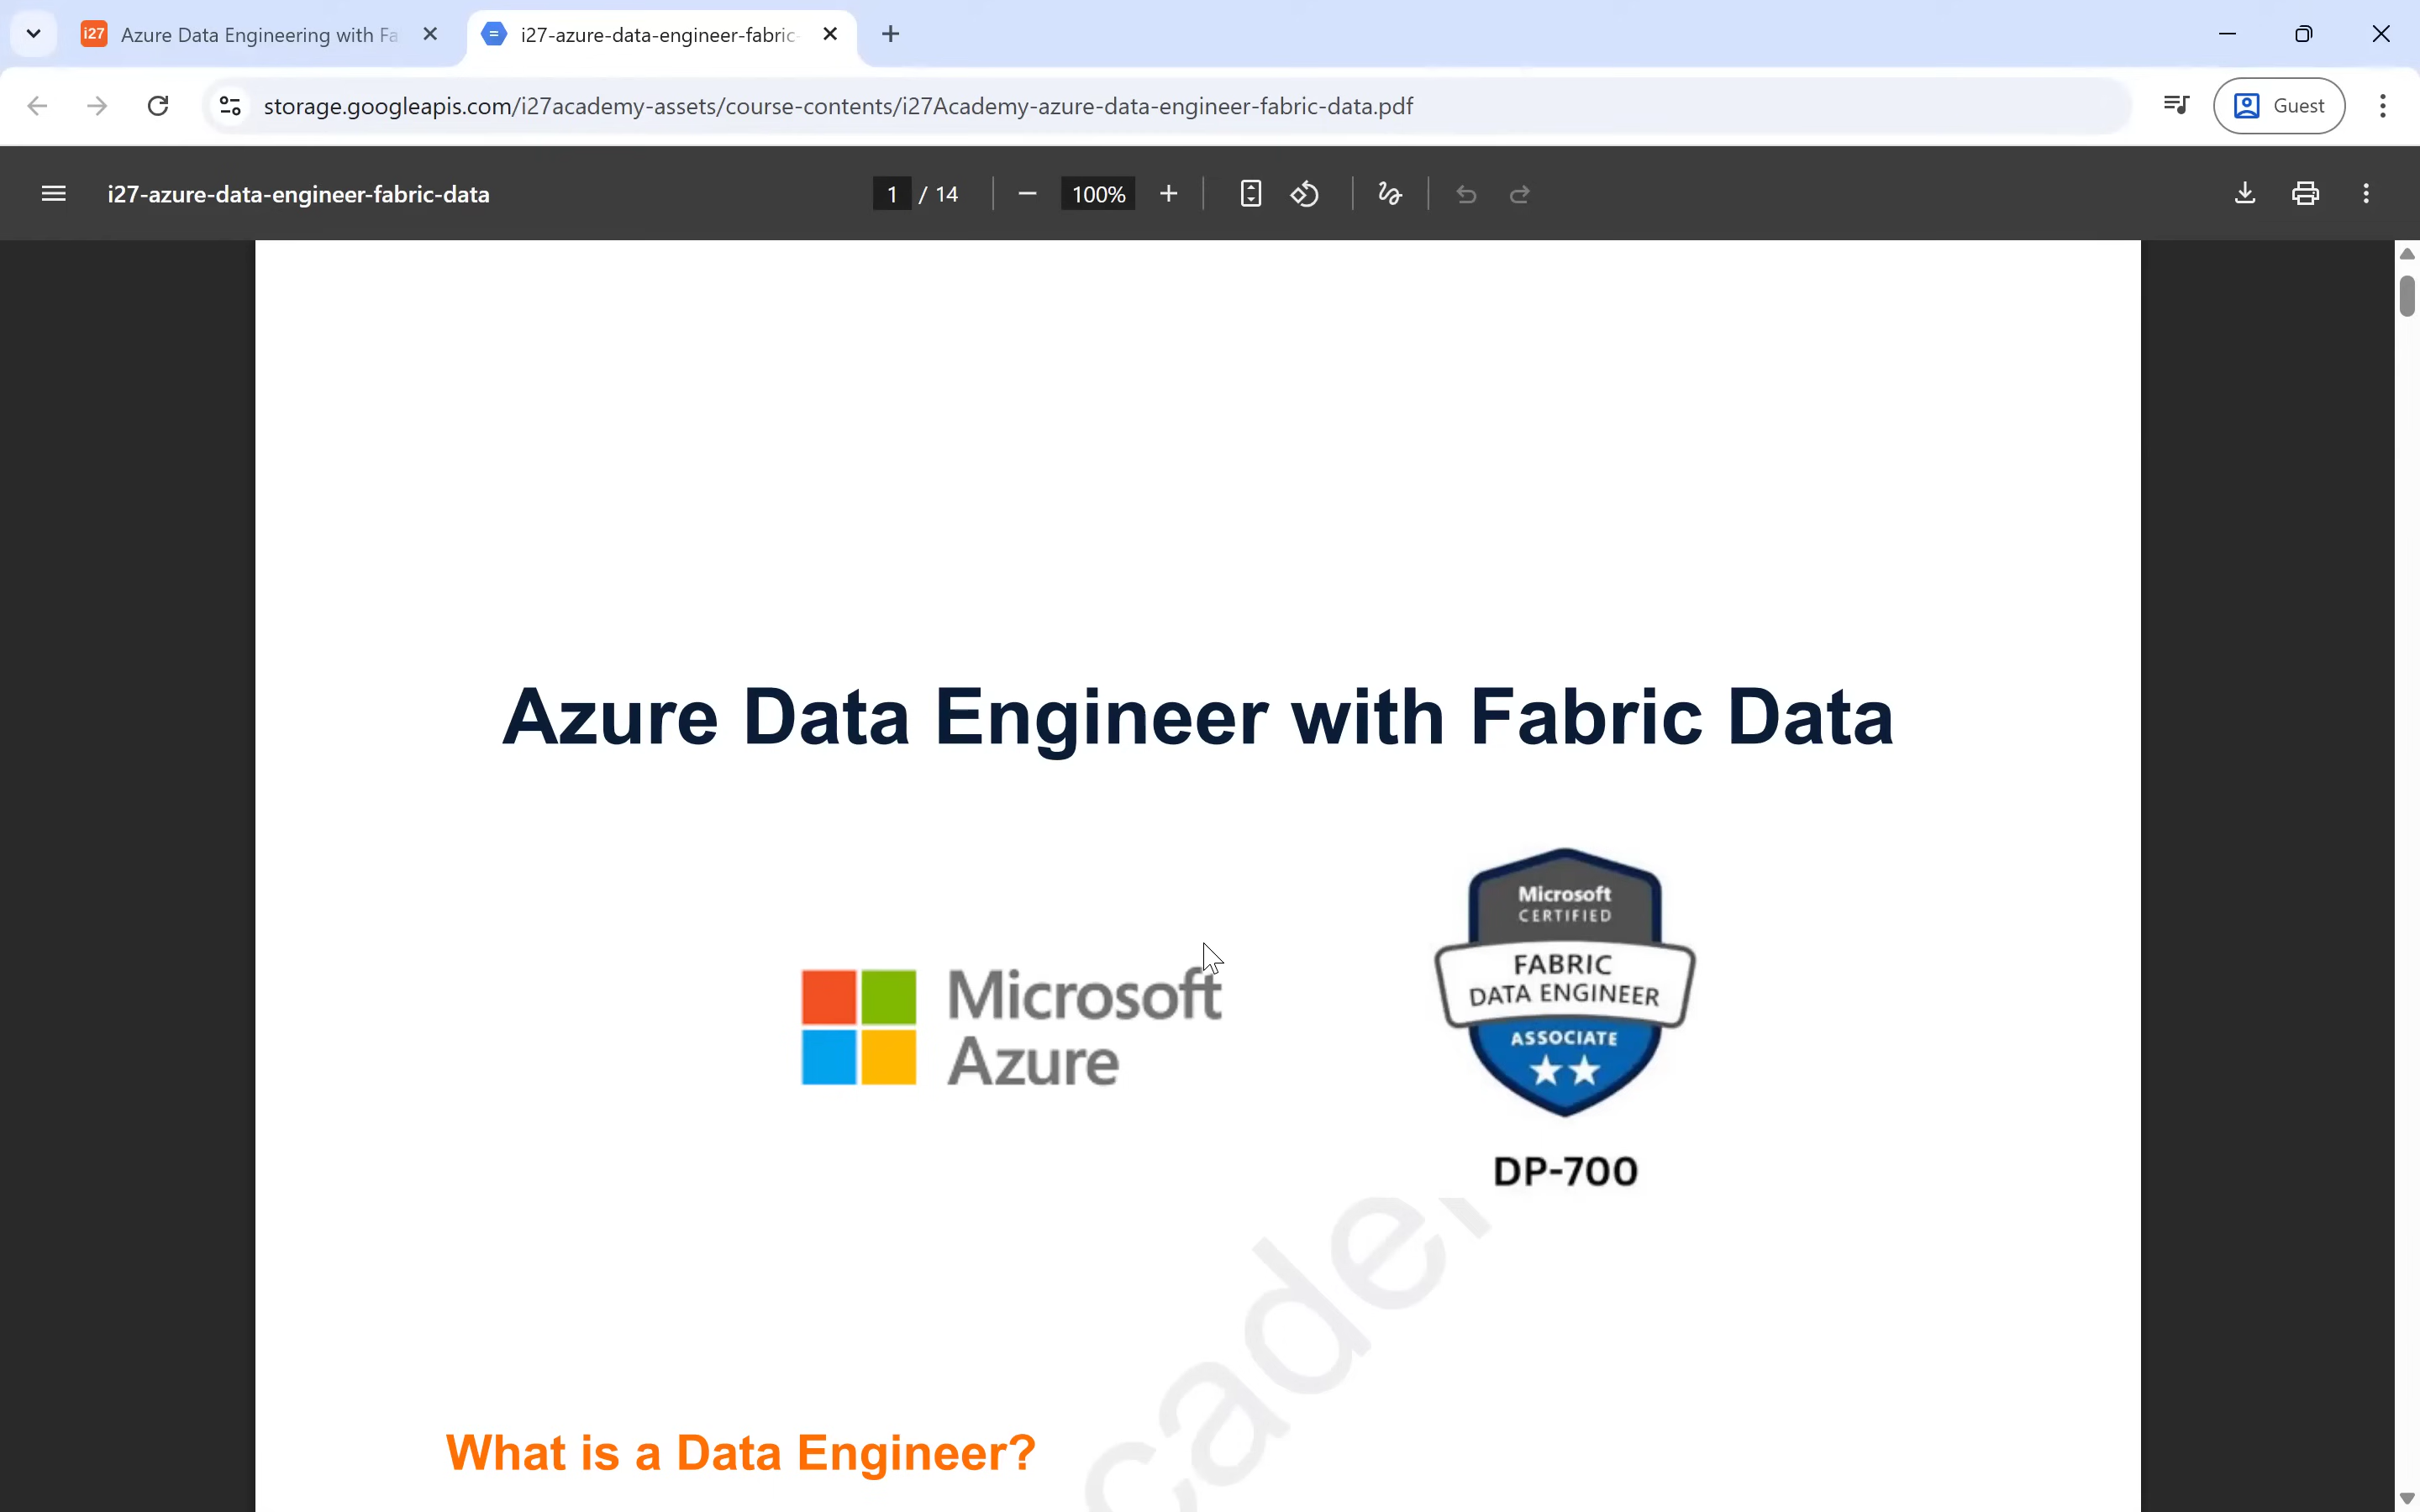 i27 Azure Data Engineering with Fa
i27-azure-data-engineer-fabric-
storage.googleapis.com/i27academy-assets/course-contents/i27Academy-azure-data-engineer-fabric-data.pdf
Guest
i27-azure-data-engineer-fabric-data
1 / 14
100%
Azure Data Engineer with Fabric Data
Microsoft
Azure
Microsoft
CERTIFIED
FABRIC
DATA ENGINEER
ASSOCIATE
DP-700
cade
What is a Data Engineer?